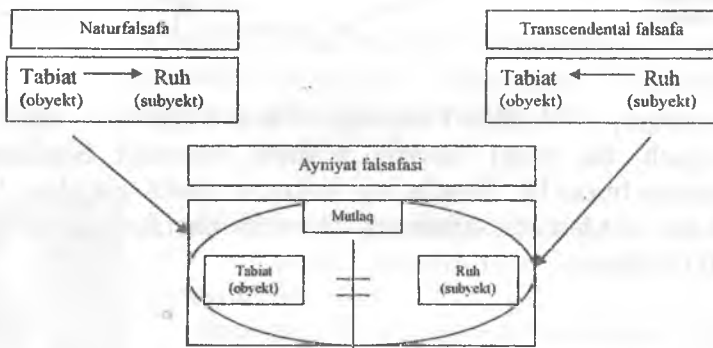 Naturfalsafa
Tabiat Ruh
(obyekt) (subyekt)
Transcendental falsafa
Tabiat Ruh
(obyekt) (subyekt)
Ayniyat falsafasi
Mutlaq
Tabiat
(obyekt)
Ruh
(subyekt)